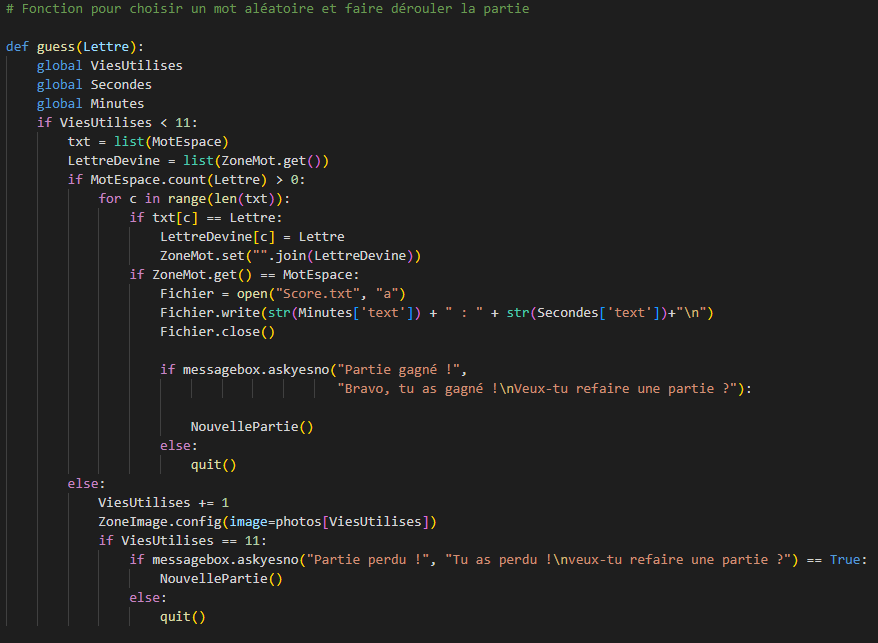 # Fonction pour choisir un mot aléatoire et faire dérouler la partie
def guess(Lettre):
global ViesUtilises
global Secondes
global Minutes
if ViesUtilises < 11:
txt = list(MotEspace)
LettreDevine = list(ZoneMot.get())
if MotEspace.count(Lettre) > 0:
for c in range(len(txt)):
if txt[c] == Lettre:
LettreDevine[c] = Lettre
ZoneMot.set("".join(LettreDevine))
if ZoneMot.get() == MotEspace:
Fichier = open("Score.txt", "a")
Fichier.write(str(Minutes['text']) + " : " + str(Secondes['text'])+"\n")
Fichier.close()
if messagebox.askyesno("Partie gagné !",
"Bravo, tu as gagné !\nVeux-tu refaire une partie ?"):
NouvellePartie()
else:
quit()
else:
ViesUtilises += 1
ZoneImage.config(image=photos[ViesUtilises])
if ViesUtilises == 11:
if messagebox.askyesno("Partie perdu !", "Tu as perdu !\nveux-tu refaire une partie ?") == True:
NouvellePartie()
else:
quit()